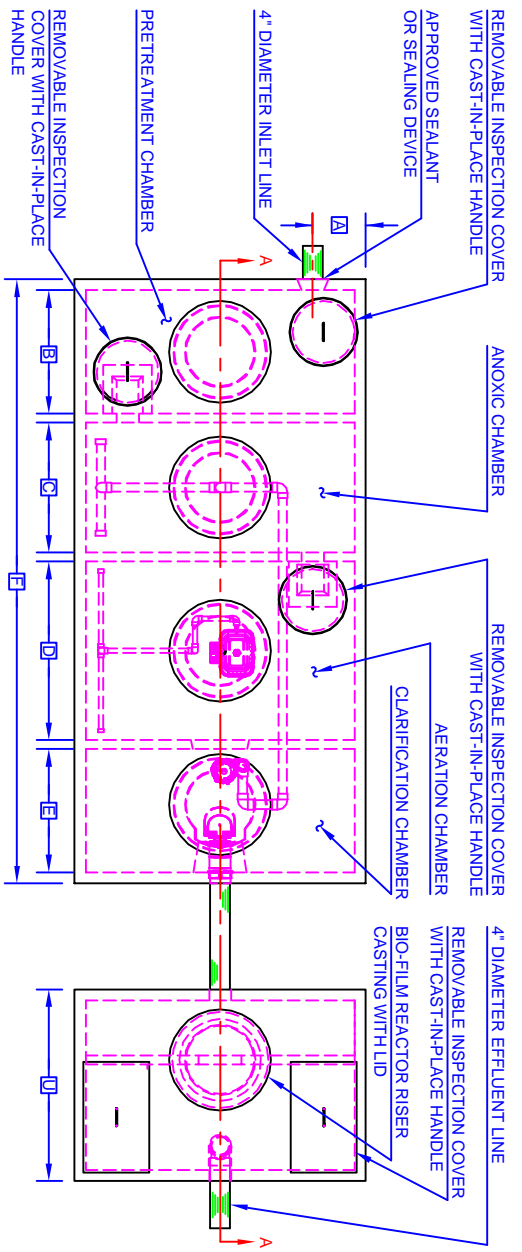 REMOVABLE INSPECTION COVER
WITH CAST-IN-PLACE HANDLE
APPROVED SEALANT
OR SEALING DEVICE
4" DIAMETER INLET LINE
PRETREATMENT CHAMBER
REMOVABLE INSPECTION
COVER WITH CAST-IN-PLACE
HANDLE
ANOXIC CHAMBER
REMOVABLE INSPECTION COVER
WITH CAST-IN-PLACE HANDLE
AERATION CHAMBER
CLARIFICATION CHAMBER
4" DIAMETER EFFLUENT LINE
REMOVABLE INSPECTION COVER
WITH CAST-IN-PLACE HANDLE
BIO-FILM REACTOR RISER
CASTING WITH LID
A
A
A
B
C
D
E
F
U